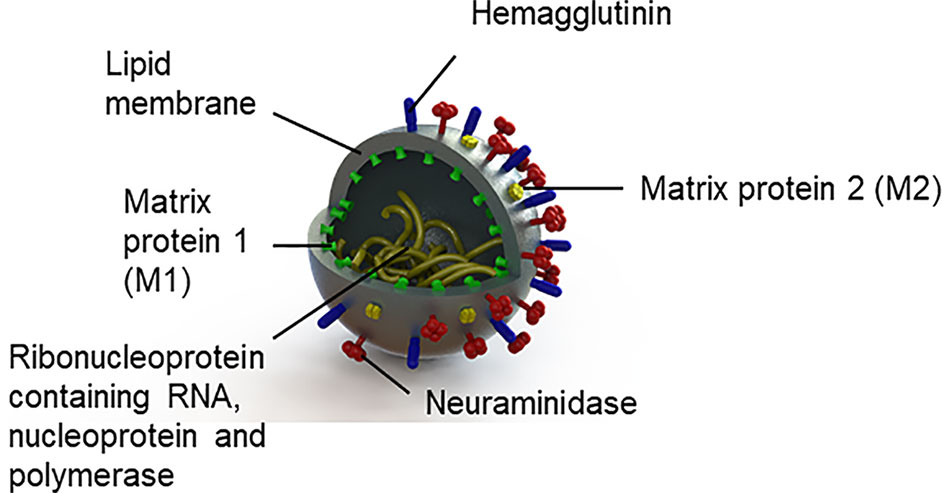 Hemagglutinin
Lipid
membrane
Matrix protein 2 (M2)
Matrix
protein 1
(M1)
Ribonucleoprotein
containing RNA,
nucleoprotein and
polymerase
Neuraminidase